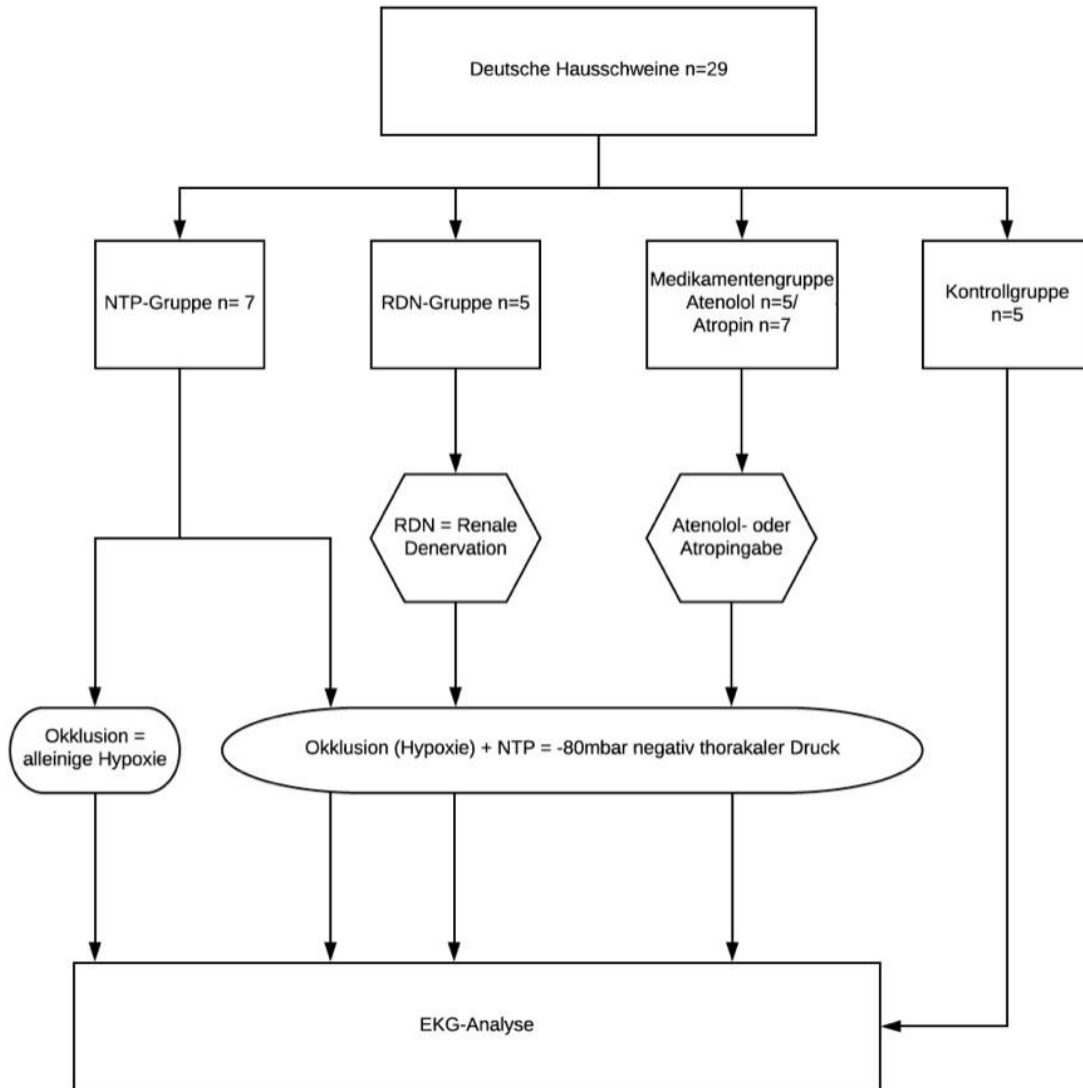 Deutsche Hausschweine n=29
NTP-Gruppe n= 7
RDN-Gruppe n=5
Medikamentengruppe
Atenolol n=5/
Atropin n=7
Kontrollgruppe
n=5
RDN = Renale
Denervation
Atenolol- oder
Atropingabe
Okklusion =
alleinige Hypoxie
Okklusion (Hypoxie) + NTP = -80mbar negativ thorakaler Druck
EKG-Analyse